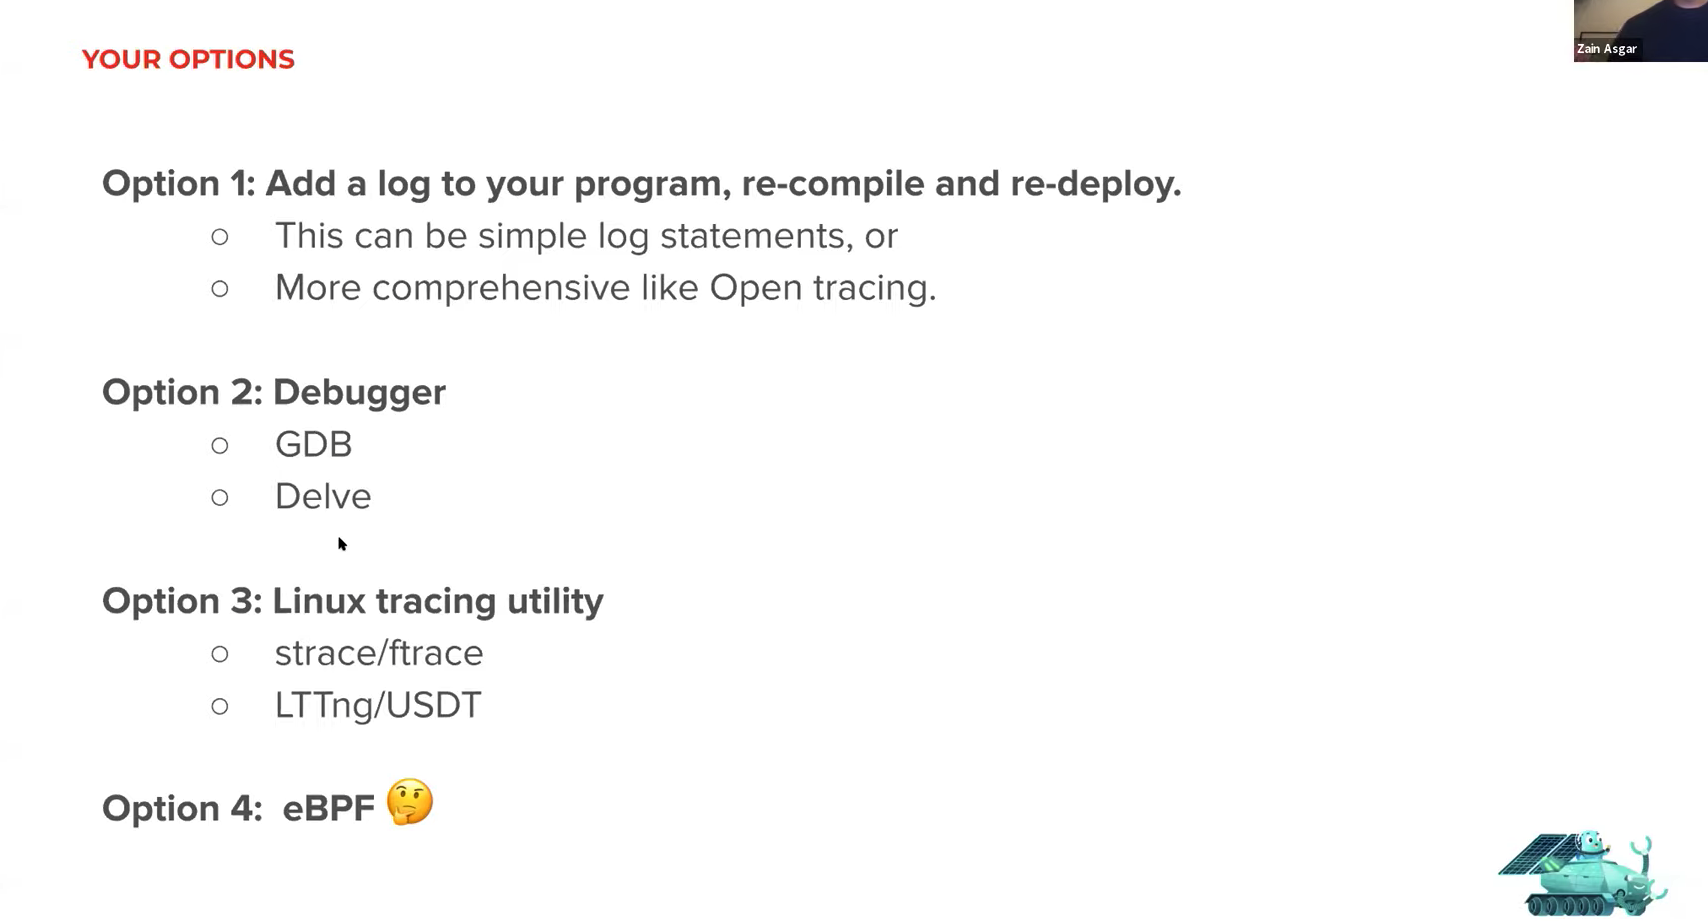 YOUR OPTIONS
Zain Asgar
Option 1: Add a log to your program, re-compile and re-deploy.
This can be simple log statements, or
More comprehensive like Open tracing.
Option 2: Debugger
GDB
Delve
Option 3: Linux tracing utility
strace/ftrace
LTTng/USDT
Option 4: eBPF 🤔